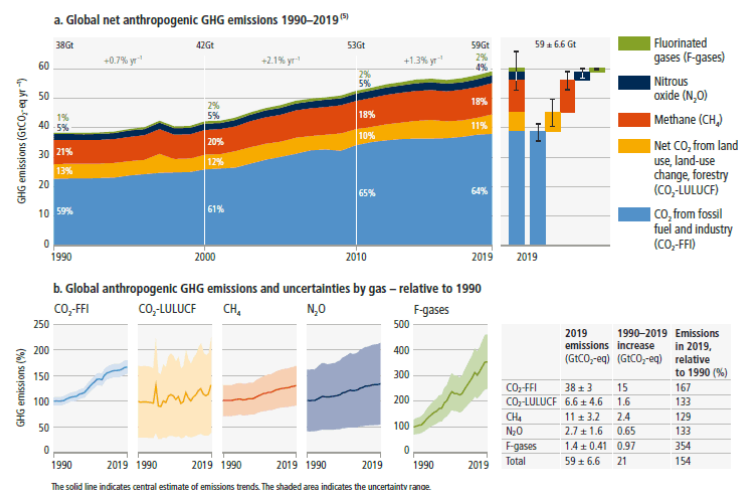 a. Global net anthropogenic GHG emissions 1990–2019 (5)
38Gt 42Gt 53Gt 59Gt
+0.7% yr⁻¹ +2.1% yr⁻¹ +1.3% yr⁻¹
59 ± 6.6 Gt
GHG emissions (GtCO₂-eq yr⁻¹)
60
50
40
30
20
10
0
1%
5%
21%
13%
59%
2%
5%
20%
12%
61%
2%
5%
18%
10%
65%
2%
4%
18%
11%
64%
1990 2000 2010 2019
2019
Fluorinated
gases (F-gases)
Nitrous
oxide (N₂O)
Methane (CH₄)
Net CO₂ from land
use, land-use
change, forestry
(CO₂-LULUCF)
CO₂ from fossil
fuel and industry
(CO₂-FFI)
b. Global anthropogenic GHG emissions and uncertainties by gas – relative to 1990
CO₂-FFI CO₂-LULUCF CH₄ N₂O F-gases
GHG emissions (%)
250
200
150
100
50
0
500
400
300
200
100
0
1990 2019 1990 2019 1990 2019 1990 2019 1990 2019
2019 1990–2019 Emissions
emissions increase in 2019,
(GtCO₂-eq) (GtCO₂-eq) relative
to 1990 (%)
CO₂-FFI 38 ± 3 15 167
CO₂-LULUCF 6.6 ± 4.6 1.6 133
CH₄ 11 ± 3.2 2.4 129
N₂O 2.7 ± 1.6 0.65 133
F-gases 1.4 ± 0.41 0.97 354
Total 59 ± 6.6 21 154
The solid line indicates central estimate of emissions trends. The shaded area indicates the uncertainty range.